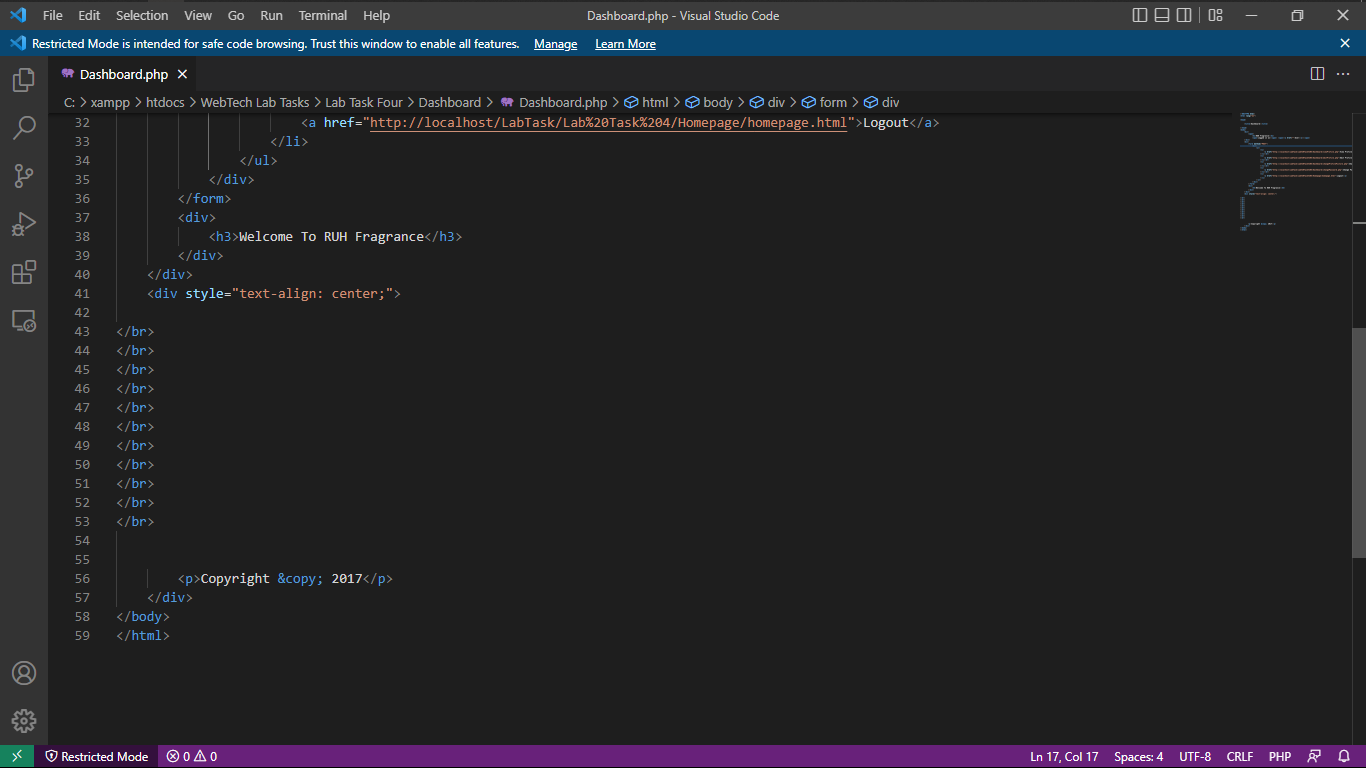 File Edit Selection View Go Run Terminal Help Dashboard.php - Visual Studio Code
Restricted Mode is intended for safe code browsing. Trust this window to enable all features. Manage Learn More
Dashboard.php
C: > xampp > htdocs > WebTech Lab Tasks > Lab Task Four > Dashboard > Dashboard.php > html > body > div > form > div
32 <a href="http://localhost/LabTask/Lab%20Task%204/Homepage/homepage.html">Logout</a>
33 </li>
34 </ul>
35 </div>
36 </form>
37 <div>
38 <h3>Welcome To RUH Fragrance</h3>
39 </div>
40 </div>
41 <div style="text-align: center;">
42
43 </br>
44 </br>
45 </br>
46 </br>
47 </br>
48 </br>
49 </br>
50 </br>
51 </br>
52 </br>
53 </br>
54
55
56 <p>Copyright &copy; 2017</p>
57 </div>
58 </body>
59 </html>
Restricted Mode 0 0 Ln 17, Col 17 Spaces: 4 UTF-8 CRLF PHP